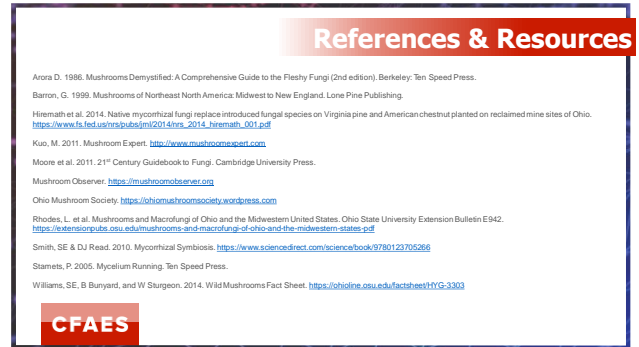 References & Resources
Arora D. 1986. Mushrooms Demystified: A Comprehensive Guide to the Fleshy Fungi (2nd edition). Berkeley: Ten Speed Press.
Barron, G. 1999. Mushrooms of Northeast North America: Midwest to New England. Lone Pine Publishing.
Hiremath et al. 2014. Native mycorrhizal fungi replace introduced fungal species on Virginia pine and American chestnut planted on reclaimed mine sites of Ohio.
https://www.fs.fed.us/nrs/pubs/jrnl/2014/nrs_2014_hiremath_001.pdf
Kuo, M. 2011. Mushroom Expert. http://www.mushroomexpert.com
Moore et al. 2011. 21st Century Guidebook to Fungi. Cambridge University Press.
Mushroom Observer. https://mushroomobserver.org
Ohio Mushroom Society. https://ohiomushroomsociety.wordpress.com
Rhodes, L. et al. Mushrooms and Macrofungi of Ohio and the Midwestern United States. Ohio State University Extension Bulletin E942.
https://extensionpubs.osu.edu/mushrooms-and-macrofungi-of-ohio-and-the-midwestern-states-pdf
Smith, SE & DJ Read. 2010. Mycorrhizal Symbiosis. https://www.sciencedirect.com/science/book/9780123705266
Stamets, P. 2005. Mycelium Running. Ten Speed Press.
Williams, SE, B Bunyard, and W Sturgeon. 2014. Wild Mushrooms Fact Sheet. https://ohioline.osu.edu/factsheet/HYG-3303
CFAES